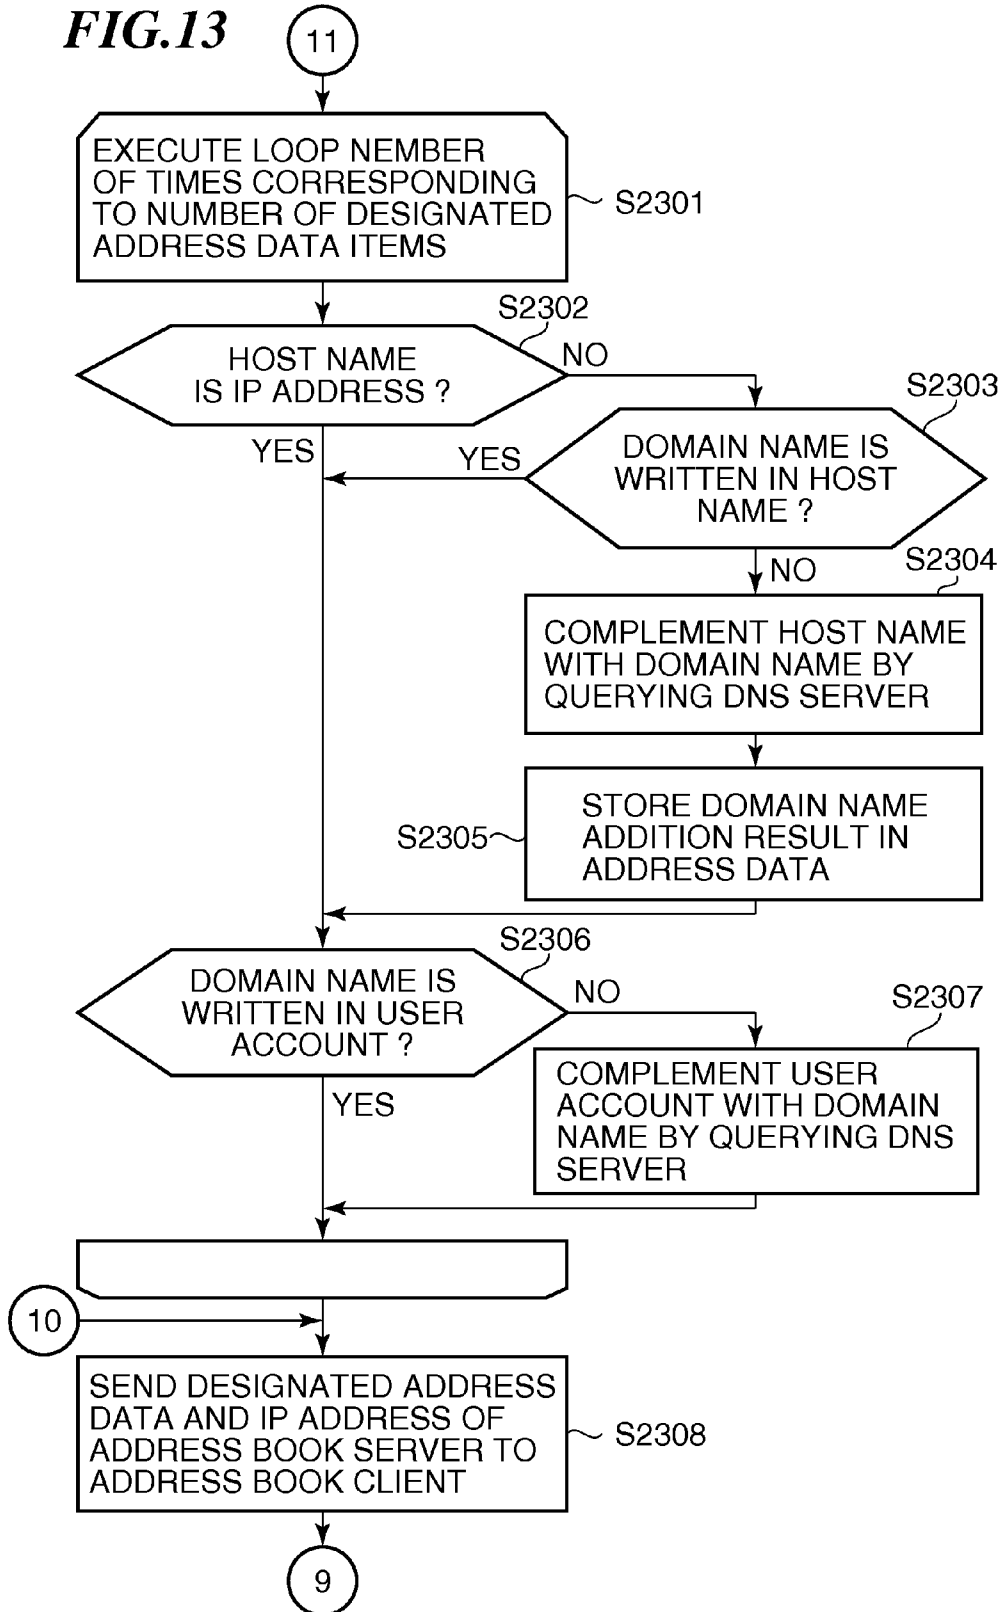 FIG.13
11
EXECUTE LOOP NEMBER
OF TIMES CORRESPONDING
TO NUMBER OF DESIGNATED
ADDRESS DATA ITEMS
S2301
S2302
HOST NAME
IS IP ADDRESS ?
NO
YES
S2303
DOMAIN NAME IS
WRITTEN IN HOST
NAME ?
YES
NO
S2304
COMPLEMENT HOST NAME
WITH DOMAIN NAME BY
QUERYING DNS SERVER
S2305
STORE DOMAIN NAME
ADDITION RESULT IN
ADDRESS DATA
S2306
DOMAIN NAME IS
WRITTEN IN USER
ACCOUNT ?
NO
YES
S2307
COMPLEMENT USER
ACCOUNT WITH DOMAIN
NAME BY QUERYING DNS
SERVER
10
SEND DESIGNATED ADDRESS
DATA AND IP ADDRESS OF
ADDRESS BOOK SERVER TO
ADDRESS BOOK CLIENT
S2308
9